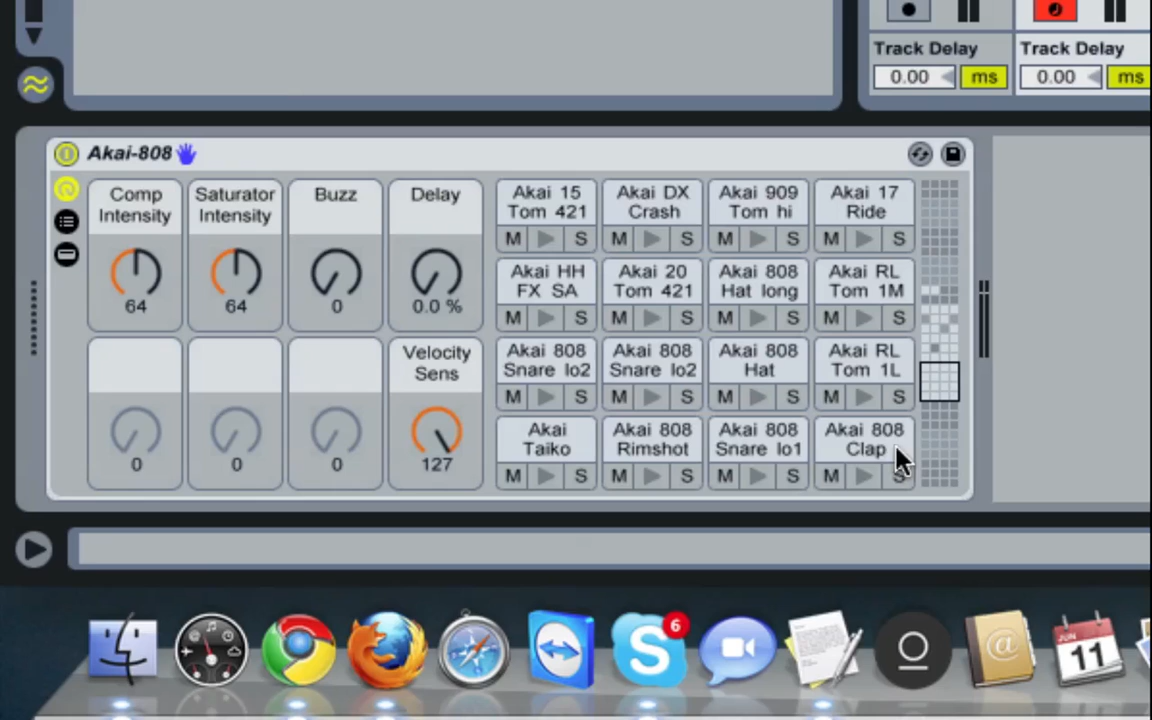 Track Delay
Track Delay
0.00
ms
0.00
ms
Akai-808
Comp
Intensity
Saturator
Intensity
Buzz
Delay
64
64
0
0.0 %
Velocity
Sens
0
0
0
127
Akai 15
Tom 421
Akai DX
Crash
Akai 909
Tom hi
Akai 17
Ride
M S
M S
M S
M S
Akai HH
FX SA
Akai 20
Tom 421
Akai 808
Hat long
Akai RL
Tom 1M
M S
M S
M S
M S
Akai 808
Snare lo2
Akai 808
Snare lo2
Akai 808
Hat
Akai RL
Tom 1L
M S
M S
M S
M S
Akai
Taiko
Akai 808
Rimshot
Akai 808
Snare lo1
Akai 808
Clap
M S
M S
M S
M S
S
6
@
JUN
11